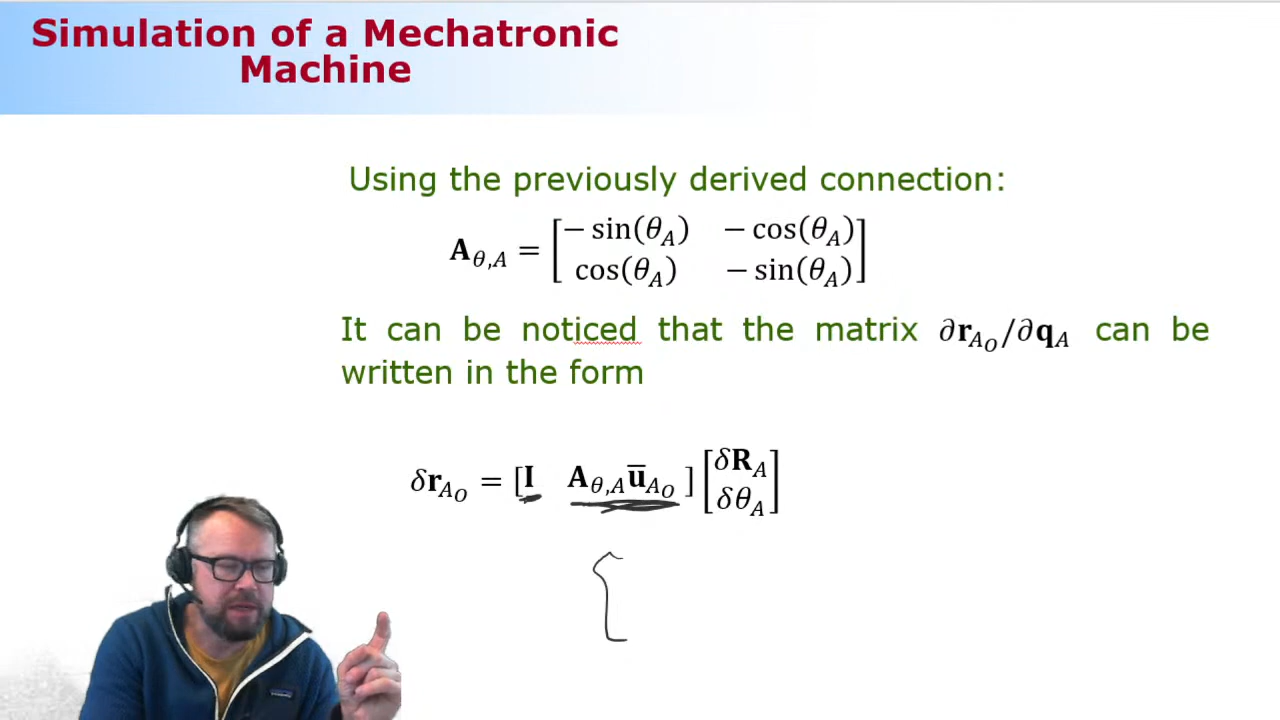 Simulation of a Mechatronic
Machine
Using the previously derived connection:
𝐀_{θ,A} = [−sin(θ_A) −cos(θ_A)
cos(θ_A) −sin(θ_A)]
It can be noticed that the matrix ∂𝐫_{A_O}/∂𝐪_A can be
written in the form
δ𝐫_{A_O} = [𝐈 𝐀_{θ,A}𝐮̅_{A_O}] [δ𝐑_A
δθ_A]
[